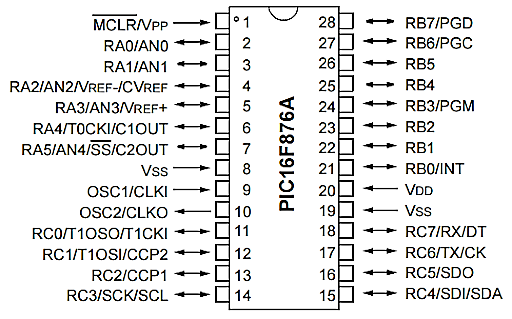 MCLR/VPP 1 28 RB7/PGD
RA0/AN0 2 27 RB6/PGC
RA1/AN1 3 26 RB5
RA2/AN2/VREF-/CVREF 4 25 RB4
RA3/AN3/VREF+ 5 24 RB3/PGM
RA4/T0CKI/C1OUT 6 23 RB2
RA5/AN4/SS/C2OUT 7 22 RB1
VSS 8 21 RB0/INT
OSC1/CLKI 9 20 VDD
OSC2/CLKO 10 19 VSS
RC0/T1OSO/T1CKI 11 18 RC7/RX/DT
RC1/T1OSI/CCP2 12 17 RC6/TX/CK
RC2/CCP1 13 16 RC5/SDO
RC3/SCK/SCL 14 15 RC4/SDI/SDA
PIC16F876A